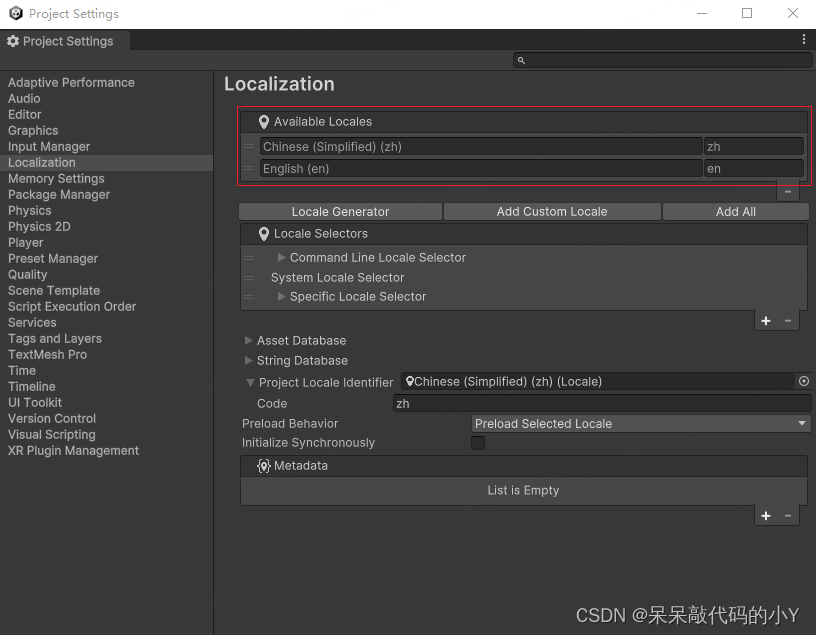 Project Settings
Project Settings
Adaptive Performance
Audio
Editor
Graphics
Input Manager
Localization
Memory Settings
Package Manager
Physics
Physics 2D
Player
Preset Manager
Quality
Scene Template
Script Execution Order
Services
Tags and Layers
TextMesh Pro
Time
Timeline
UI Toolkit
Version Control
Visual Scripting
XR Plugin Management
Localization
Available Locales
Chinese (Simplified) (zh) zh
English (en) en
Locale Generator Add Custom Locale Add All
Locale Selectors
Command Line Locale Selector
System Locale Selector
Specific Locale Selector
Asset Database
String Database
Project Locale Identifier Chinese (Simplified) (zh) (Locale)
Code zh
Preload Behavior Preload Selected Locale
Initialize Synchronously
Metadata
List is Empty
CSDN @呆呆敲代码的小Y